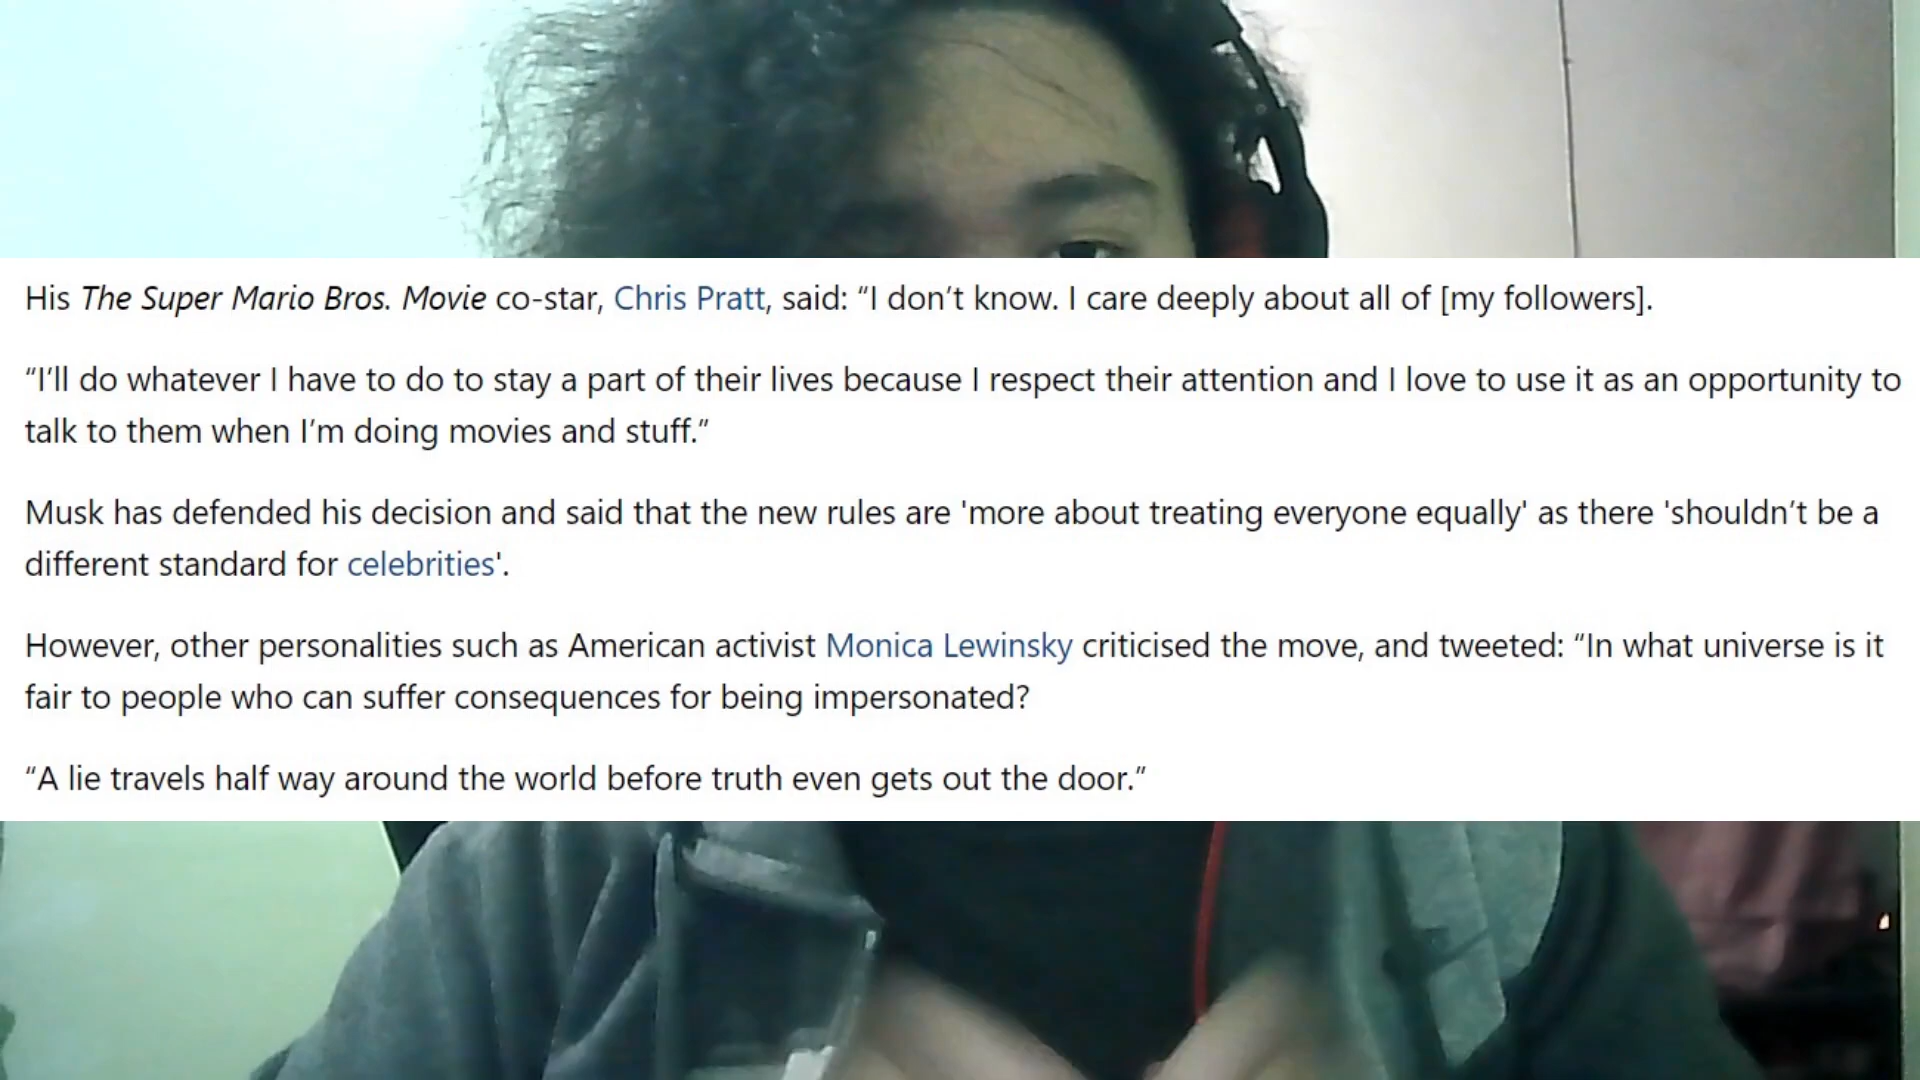 His The Super Mario Bros. Movie co-star, Chris Pratt, said: “I don’t know. I care deeply about all of [my followers].
“I’ll do whatever I have to do to stay a part of their lives because I respect their attention and I love to use it as an opportunity to
talk to them when I’m doing movies and stuff.”
Musk has defended his decision and said that the new rules are 'more about treating everyone equally' as there 'shouldn’t be a
different standard for celebrities'.
However, other personalities such as American activist Monica Lewinsky criticised the move, and tweeted: “In what universe is it
fair to people who can suffer consequences for being impersonated?
“A lie travels half way around the world before truth even gets out the door.”